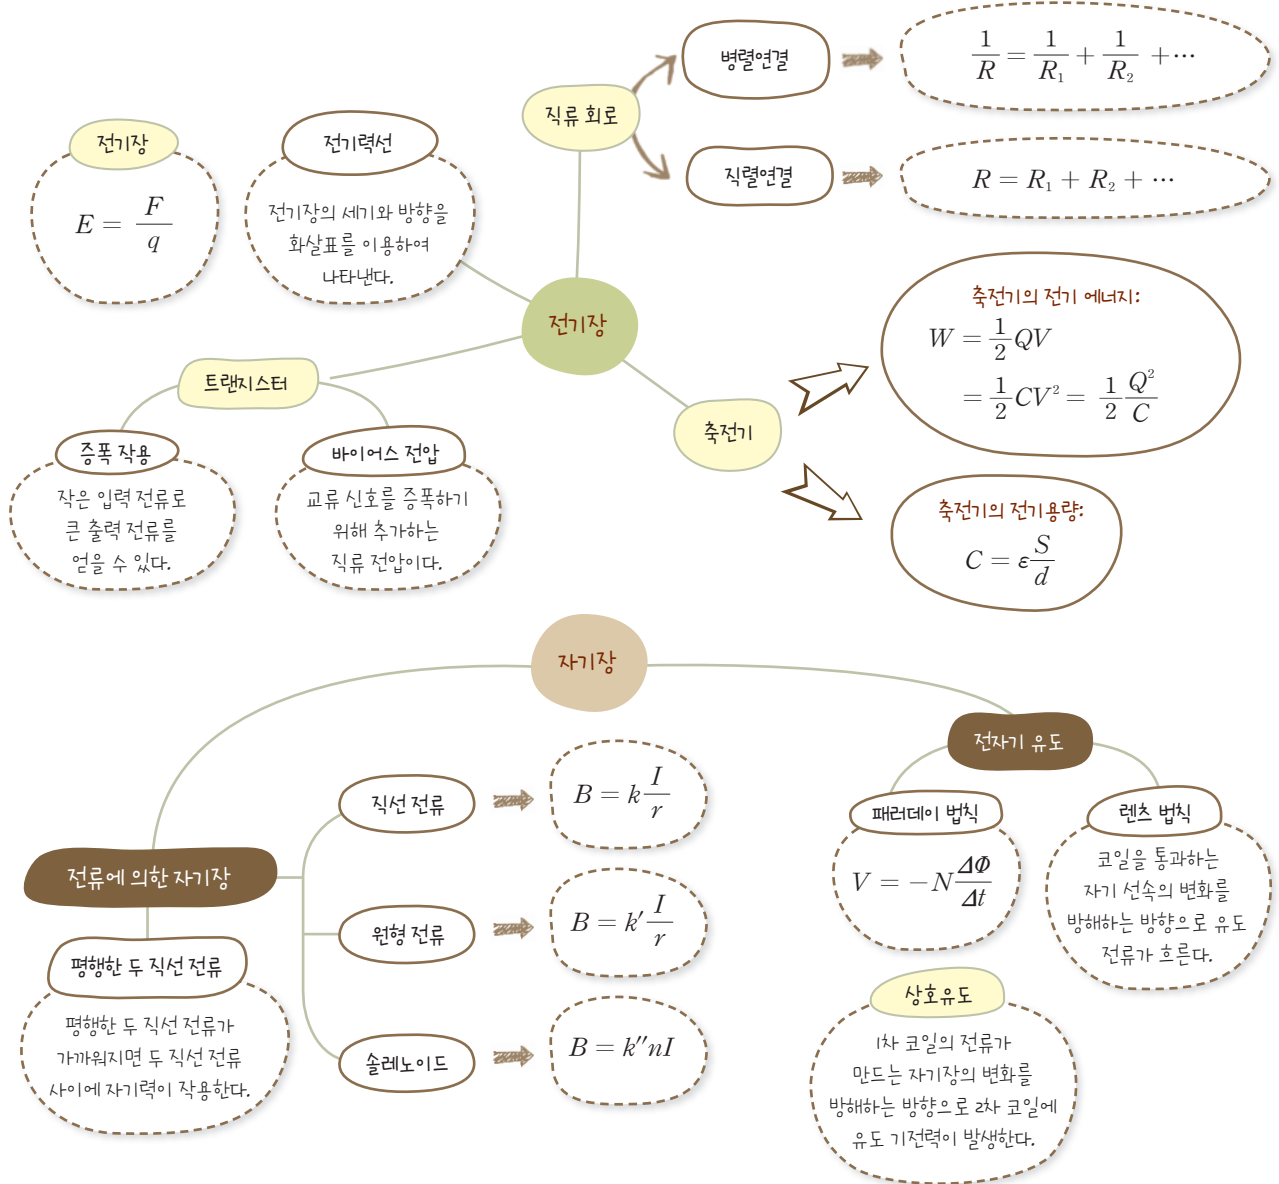 직류 회로
병렬연결
1/R = 1/R₁ + 1/R₂ + ⋯
직렬연결
R = R₁ + R₂ + ⋯
전기장
E = F/q
전기력선
전기장의 세기와 방향을
화살표를 이용하여
나타낸다.
전기장
트랜지스터
증폭 작용
작은 입력 전류로
큰 출력 전류를
얻을 수 있다.
바이어스 전압
교류 신호를 증폭하기
위해 추가하는
직류 전압이다.
축전기
축전기의 전기 에너지:
W = 1/2 QV
= 1/2 CV² = 1/2 Q²/C
축전기의 전기용량:
C = ε S/d
자기장
전류에 의한 자기장
평행한 두 직선 전류
평행한 두 직선 전류가
가까워지면 두 직선 전류
사이에 자기력이 작용한다.
직선 전류
B = k I/r
원형 전류
B = k′ I/r
솔레노이드
B = k″nI
전자기 유도
패러데이 법칙
V = −N ΔΦ/Δt
렌츠 법칙
코일을 통과하는
자기 선속의 변화를
방해하는 방향으로 유도
전류가 흐른다.
상호유도
1차 코일의 전류가
만드는 자기장의 변화를
방해하는 방향으로 2차 코일에
유도 기전력이 발생한다.